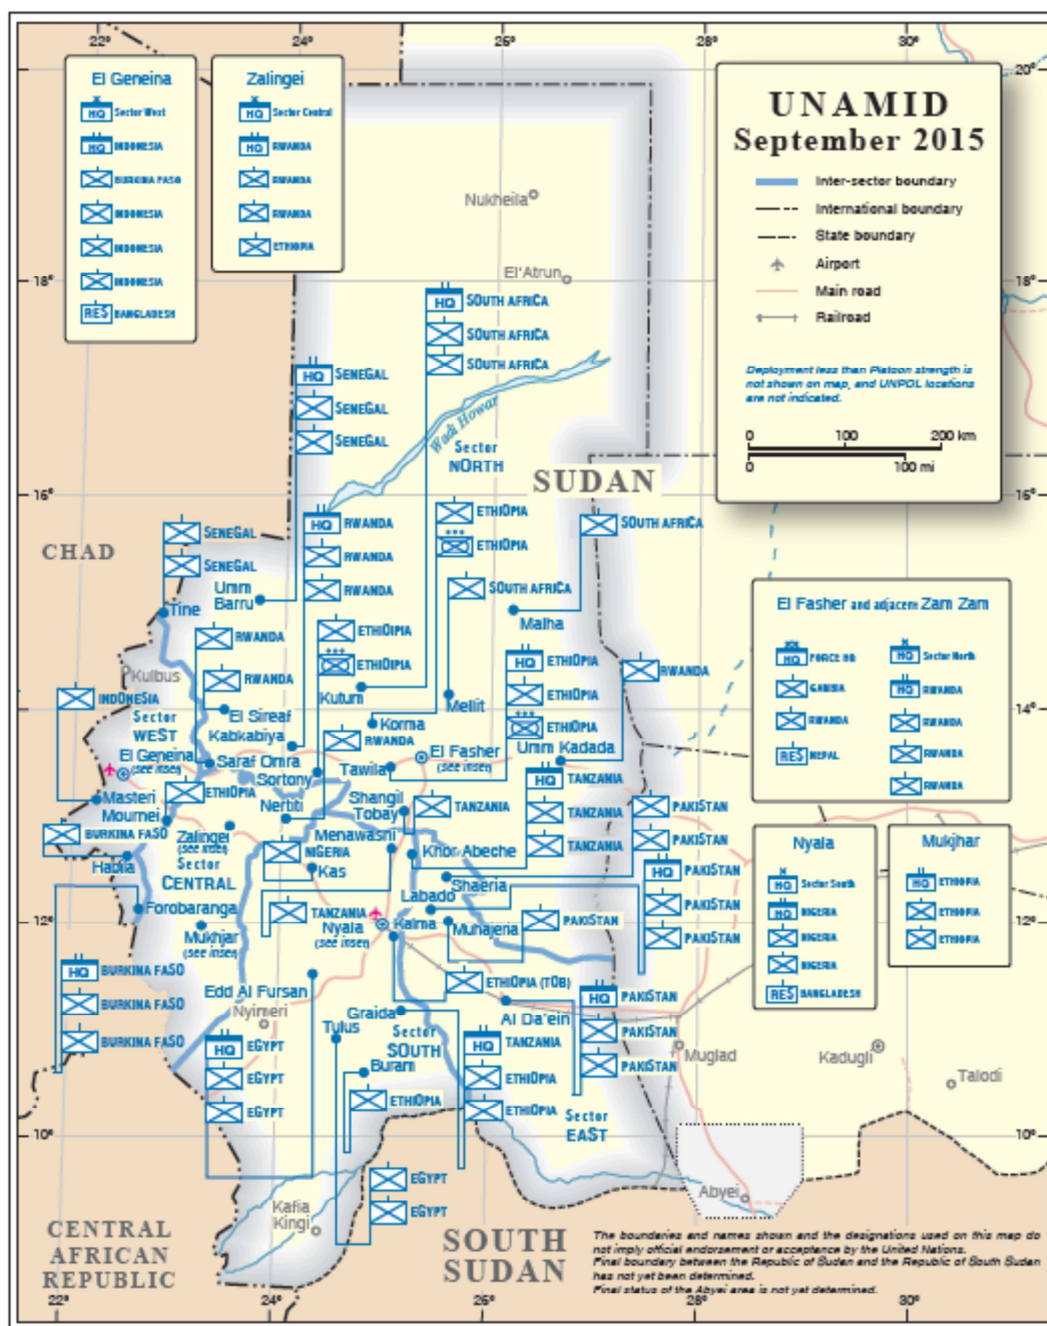 22°
24°
26°
28°
30°
20°
El Geneina
HQ Sector West
HQ INDONESIA
BURKINA FASO
INDONESIA
INDONESIA
INDONESIA
RES BANGLADESH
Zalingei
HQ Sector Central
HQ RWANDA
RWANDA
RWANDA
ETHIOPIA
UNAMID
September 2015
Inter-sector boundary
International boundary
State boundary
Airport
Main road
Railroad
Deployment less than Platoon strength is
not shown on map, and UNPOL locations
are not indicated.
0 100 200 km
0 100 mi
Nukheila
El'Atrun
18°
18°
HQ SOUTH AFRICA
SOUTH AFRICA
SOUTH AFRICA
HQ SENEGAL
SENEGAL
SENEGAL
Wadi Howar
Sector
NORTH
SUDAN
16°
16°
CHAD
SENEGAL
SENEGAL
HQ RWANDA
RWANDA
RWANDA
ETHIOPIA
ETHIOPIA
SOUTH AFRICA
SOUTH AFRICA
Umm
Barru
Tine
Malha
RWANDA
ETHIOIPIA
ETHIOIPIA
Kutum
Kulbus
RWANDA
INDONESIA
HQ ETHIOPIA
ETHIOPIA
ETHIOPIA
RWANDA
Mellit
Korma
El Sireaf
Kabkabiya
RWANDA
14°
14°
Sector
WEST
El Geneina
(see inset)
Saraf Omra
Sortony
Tawila
El Fasher
(see inset)
Umm Kadada
El Fasher and adjacent Zam Zam
HQ FORCE HQ
GAMBIA
RWANDA
RES NEPAL
HQ Sector North
HQ RWANDA
RWANDA
RWANDA
RWANDA
Masteri
Mournei
ETHIOPIA
Nertiti
Shangil
Tobay
TANZANIA
HQ TANZANIA
TANZANIA
TANZANIA
PAKISTAN
PAKISTAN
BURKINA FASO
Habila
Zalingei
(see inset)
Sector
CENTRAL
NIGERIA
Kas
Menawashi
Khor Abeche
Shaeria
Labado
HQ PAKISTAN
PAKISTAN
PAKISTAN
Nyala
HQ Sector South
HQ NIGERIA
NIGERIA
NIGERIA
RES BANGLADESH
Mukjhar
HQ ETHIOPIA
ETHIOPIA
ETHIOPIA
Forobaranga
Mukhjar
(see inset)
TANZANIA
Nyala
(see inset)
Kalma
Muhajeria
PAKISTAN
12°
12°
HQ BURKINA FASO
BURKINA FASO
BURKINA FASO
Edd Al Fursan
Nyimeri
ETHIOPIA (TOB)
Al Da'ein
HQ PAKISTAN
PAKISTAN
PAKISTAN
Graida
Tulus
Sector
SOUTH
Buram
HQ EGYPT
EGYPT
EGYPT
ETHIOPIA
HQ TANZANIA
ETHIOPIA
ETHIOPIA
Sector
EAST
Muglad
Kadugli
Talodi
10°
10°
EGYPT
EGYPT
Kafia
Kingi
Abyei
CENTRAL
AFRICAN
REPUBLIC
SOUTH
SUDAN
The boundaries and names shown and the designations used on this map do
not imply official endorsement or acceptance by the United Nations.
Final boundary between the Republic of Sudan and the Republic of South Sudan
has not yet been determined.
Final status of the Abyei area is not yet determined.
22°
24°
26°
28°
30°